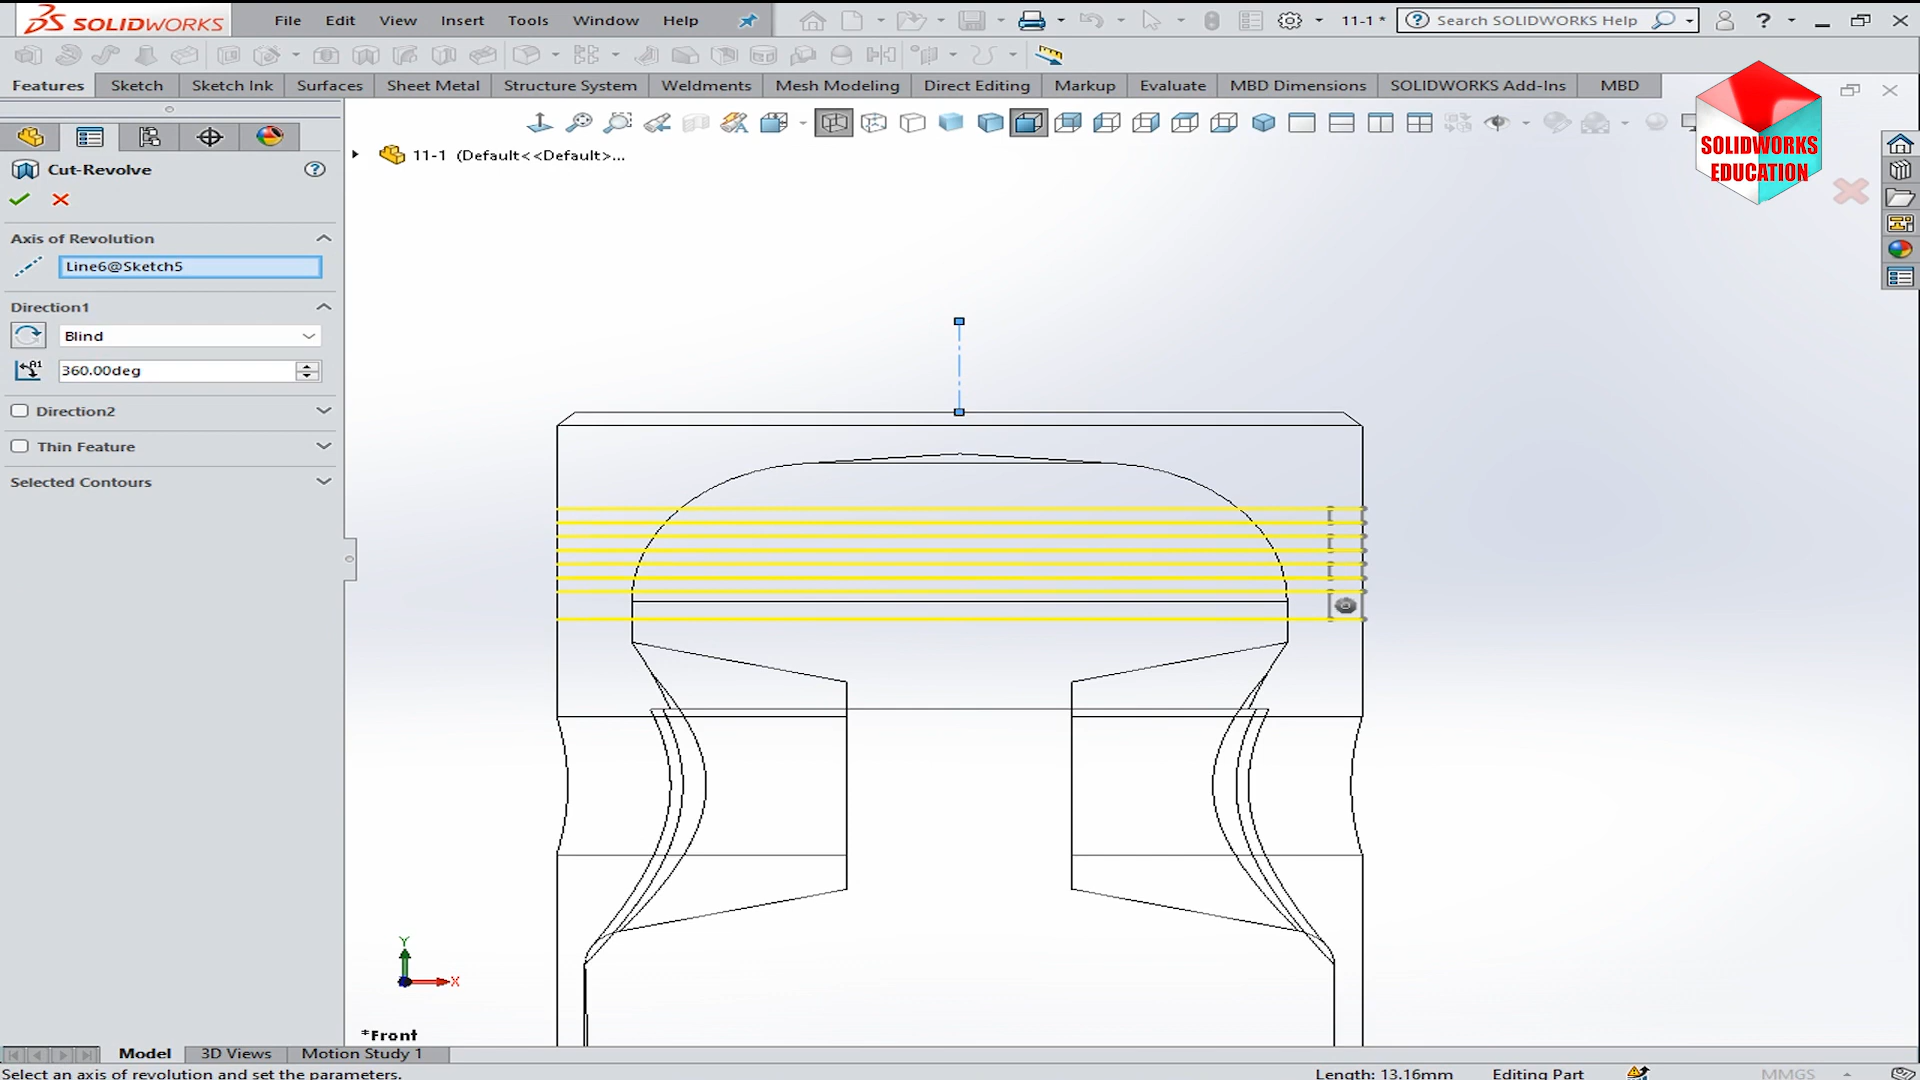 SOLIDWORKS File Edit View Insert Tools Window Help 11-1 * Search SOLIDWORKS Help
Features Sketch Sketch Ink Surfaces Sheet Metal Structure System Weldments Mesh Modeling Direct Editing Markup Evaluate MBD Dimensions SOLIDWORKS Add-Ins MBD
SOLIDWORKS
EDUCATION
11-1 (Default<<Default>...
Cut-Revolve
Axis of Revolution
Line6@Sketch5
Direction1
Blind
A1
360.00deg
Direction2
Thin Feature
Selected Contours
Y
X
*Front
Model 3D Views Motion Study 1
Select an axis of revolution and set the parameters. Length: 13.16mm Editing Part MMGS